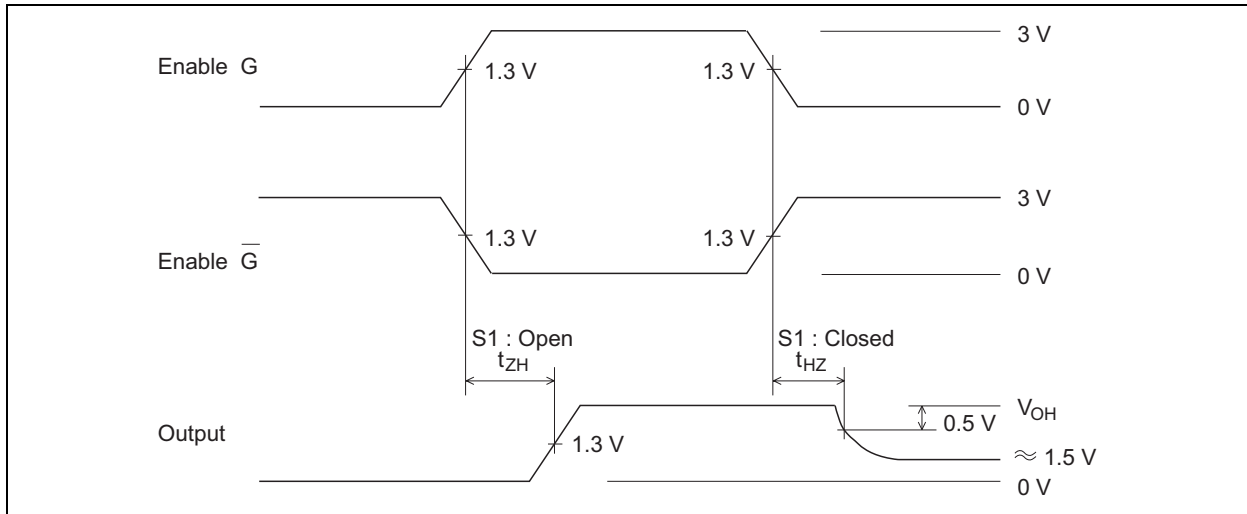 3 V
Enable G
1.3 V
1.3 V
0 V
3 V
1.3 V
1.3 V
Enable G̅
0 V
S1 : Open
S1 : Closed
tZH
tHZ
VOH
0.5 V
Output
1.3 V
≈ 1.5 V
0 V